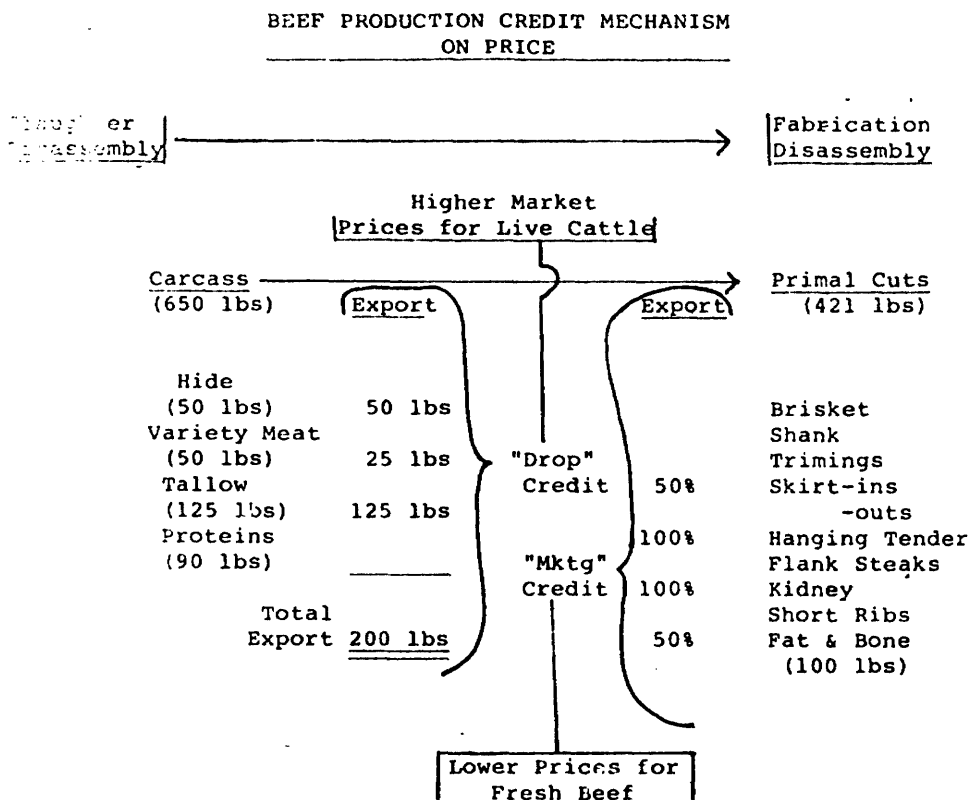 BEEF PRODUCTION CREDIT MECHANISM
ON PRICE
er
Fabrication
Disassembly
Higher Market
Prices for Live Cattle
Carcass
(650 lbs)
Export
Export
Primal Cuts
(421 lbs)
Hide
(50 lbs) 50 lbs
Variety Meat
(50 lbs) 25 lbs
Tallow
(125 lbs) 125 lbs
Proteins
(90 lbs)
Total
Export 200 lbs
"Drop"
Credit
"Mktg"
Credit
Brisket
Shank
Trimings
50% Skirt-ins
-outs
100% Hanging Tender
Flank Steaks
100% Kidney
Short Ribs
50% Fat & Bone
(100 lbs)
Lower Prices for
Fresh Beef